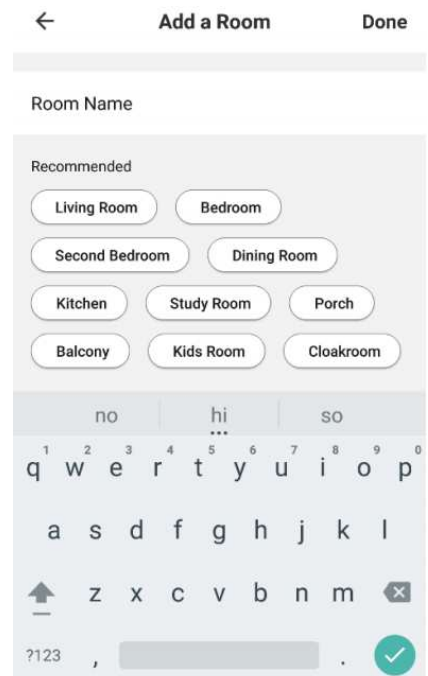 Add a Room Done
Room Name
Recommended
Living Room Bedroom
Second Bedroom Dining Room
Kitchen Study Room Porch
Balcony Kids Room Cloakroom
no hi so
1 2 3 4 5 6 7 8 9 0
q w e r t y u i o p
a s d f g h j k l
z x c v b n m
?123 , .